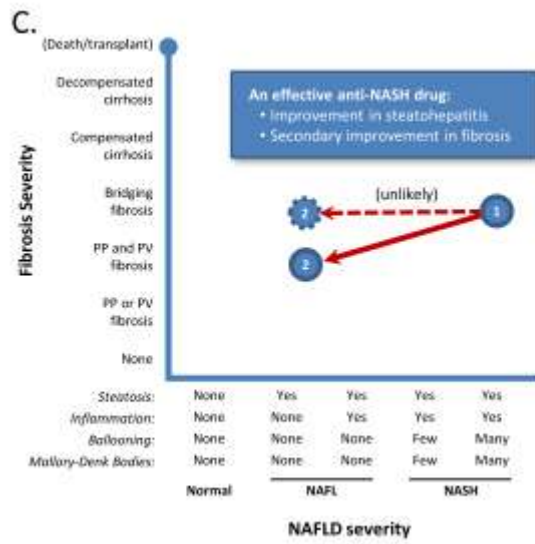 C.
(Death/transplant)
Decompensated
cirrhosis
Compensated
cirrhosis
Bridging
fibrosis
PP and PV
fibrosis
PP or PV
fibrosis
None
Fibrosis Severity
An effective anti-NASH drug:
• Improvement in steatohepatitis
• Secondary improvement in fibrosis
(unlikely)
2
1
2
Steatosis: None Yes Yes Yes Yes
Inflammation: None None Yes Yes Yes
Ballooning: None None None Few Many
Mallory-Denk Bodies: None None None Few Many
Normal NAFL NASH
NAFLD severity